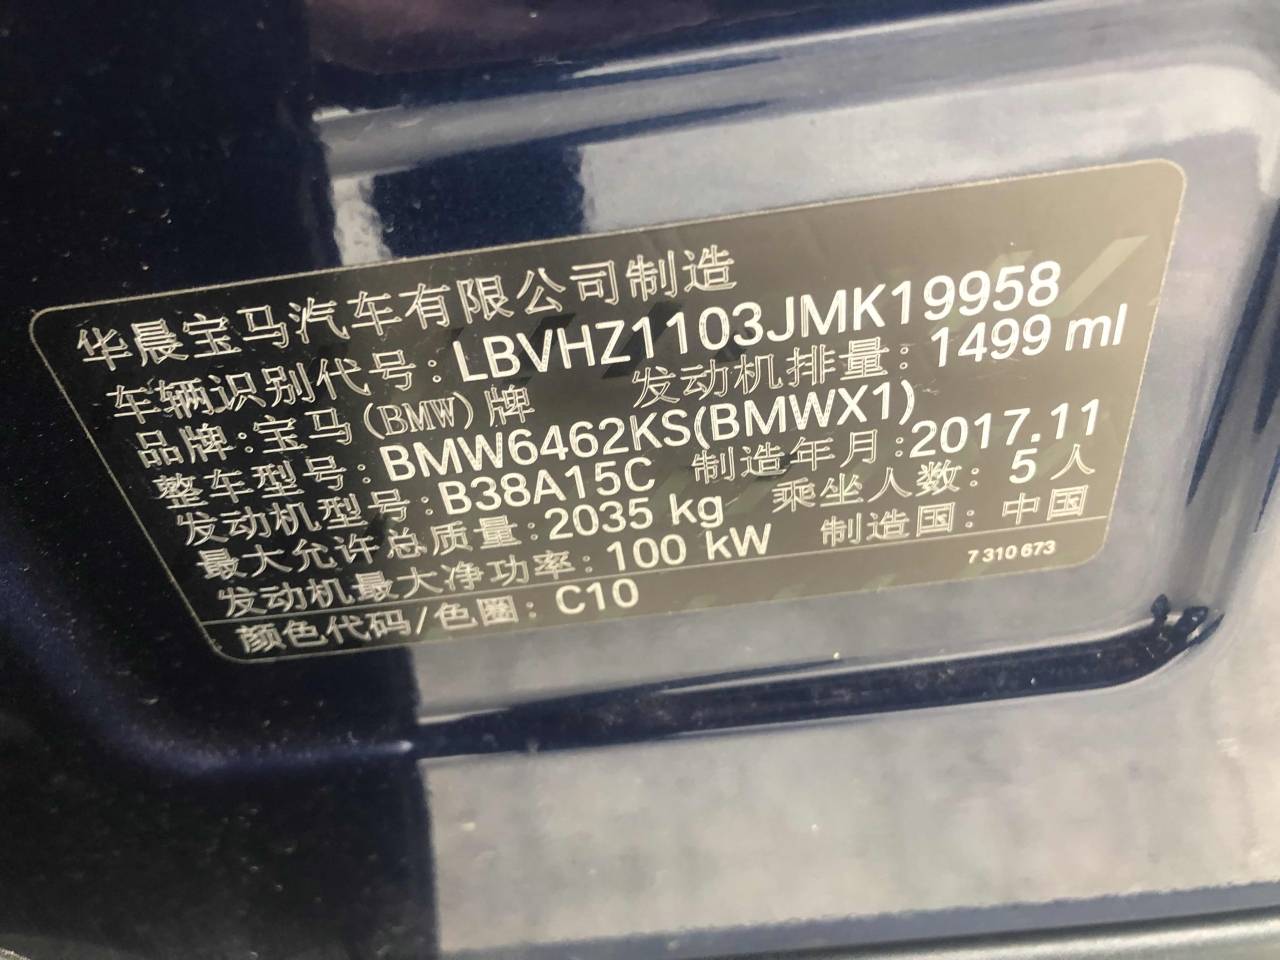 华晨宝马汽车有限公司制造
车辆识别代号: LBVHZ1103JMK19958
品牌:宝马(BMW)牌 发动机排量: 1499 ml
整车型号: BMW6462KS(BMWX1)
发动机型号: B38A15C 制造年月:2017.11
最大允许总质量: 2035 kg 乘坐人数: 5 人
发动机最大净功率: 100 kW 制造国: 中国
颜色代码/色圈: C10 7 310 673